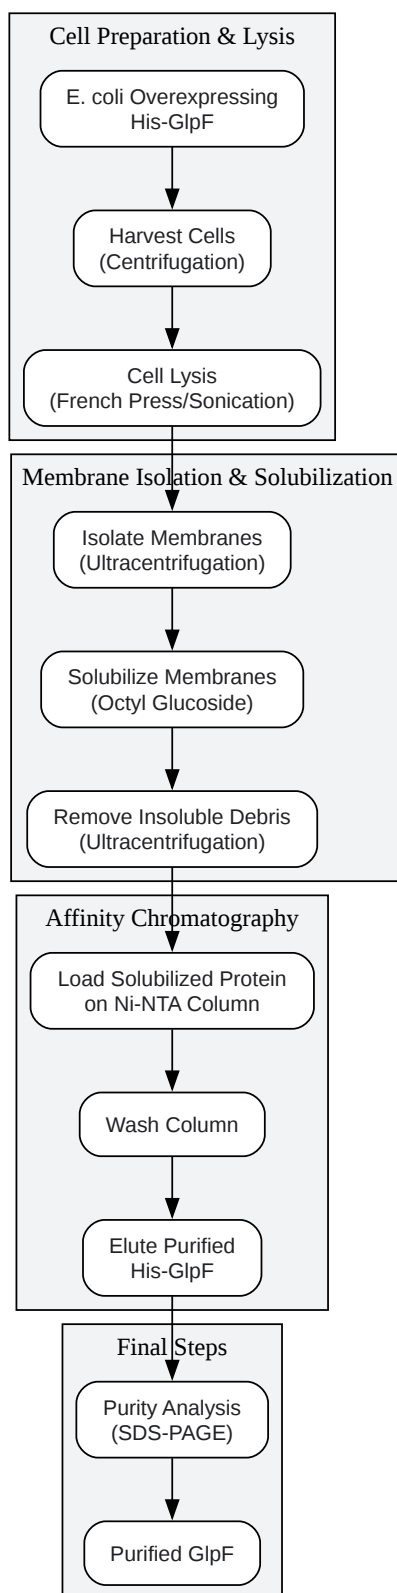 Cell Preparation & Lysis
E. coli Overexpressing
His-GlpF
Harvest Cells
(Centrifugation)
Cell Lysis
(French Press/Sonication)
Membrane Isolation & Solubilization
Isolate Membranes
(Ultracentrifugation)
Solubilize Membranes
(Octyl Glucoside)
Remove Insoluble Debris
(Ultracentrifugation)
Affinity Chromatography
Load Solubilized Protein
on Ni-NTA Column
Wash Column
Elute Purified
His-GlpF
Final Steps
Purity Analysis
(SDS-PAGE)
Purified GlpF